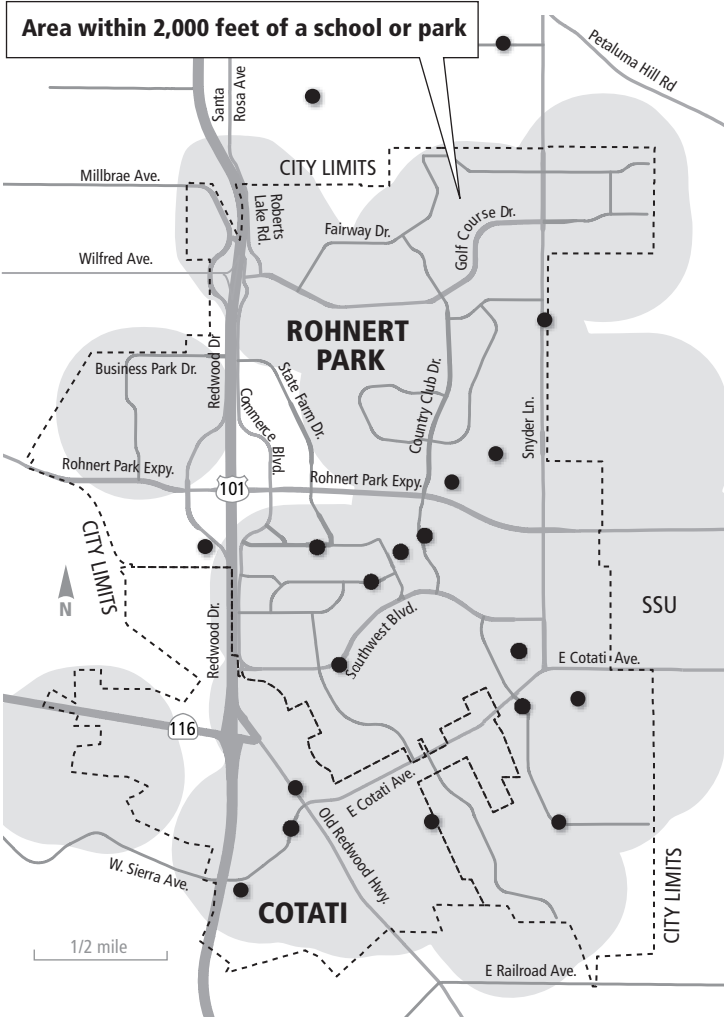 Area within 2,000 feet of a school or park
Petaluma Hill Rd
Santa
Rosa Ave
CITY LIMITS
Millbrae Ave.
Roberts
Lake Rd.
Fairway Dr.
Golf Course Dr.
Wilfred Ave.
ROHNERT
PARK
Redwood Dr
Business Park Dr.
State Farm Dr.
Commerce Blvd.
Country Club Dr.
Snyder Ln.
Rohnert Park Expy.
Rohnert Park Expy.
101
CITY LIMITS
N
SSU
Redwood Dr.
Southwest Blvd.
E Cotati Ave.
116
E Cotati Ave.
Old Redwood Hwy.
W. Sierra Ave.
COTATI
CITY LIMITS
1/2 mile
E Railroad Ave.